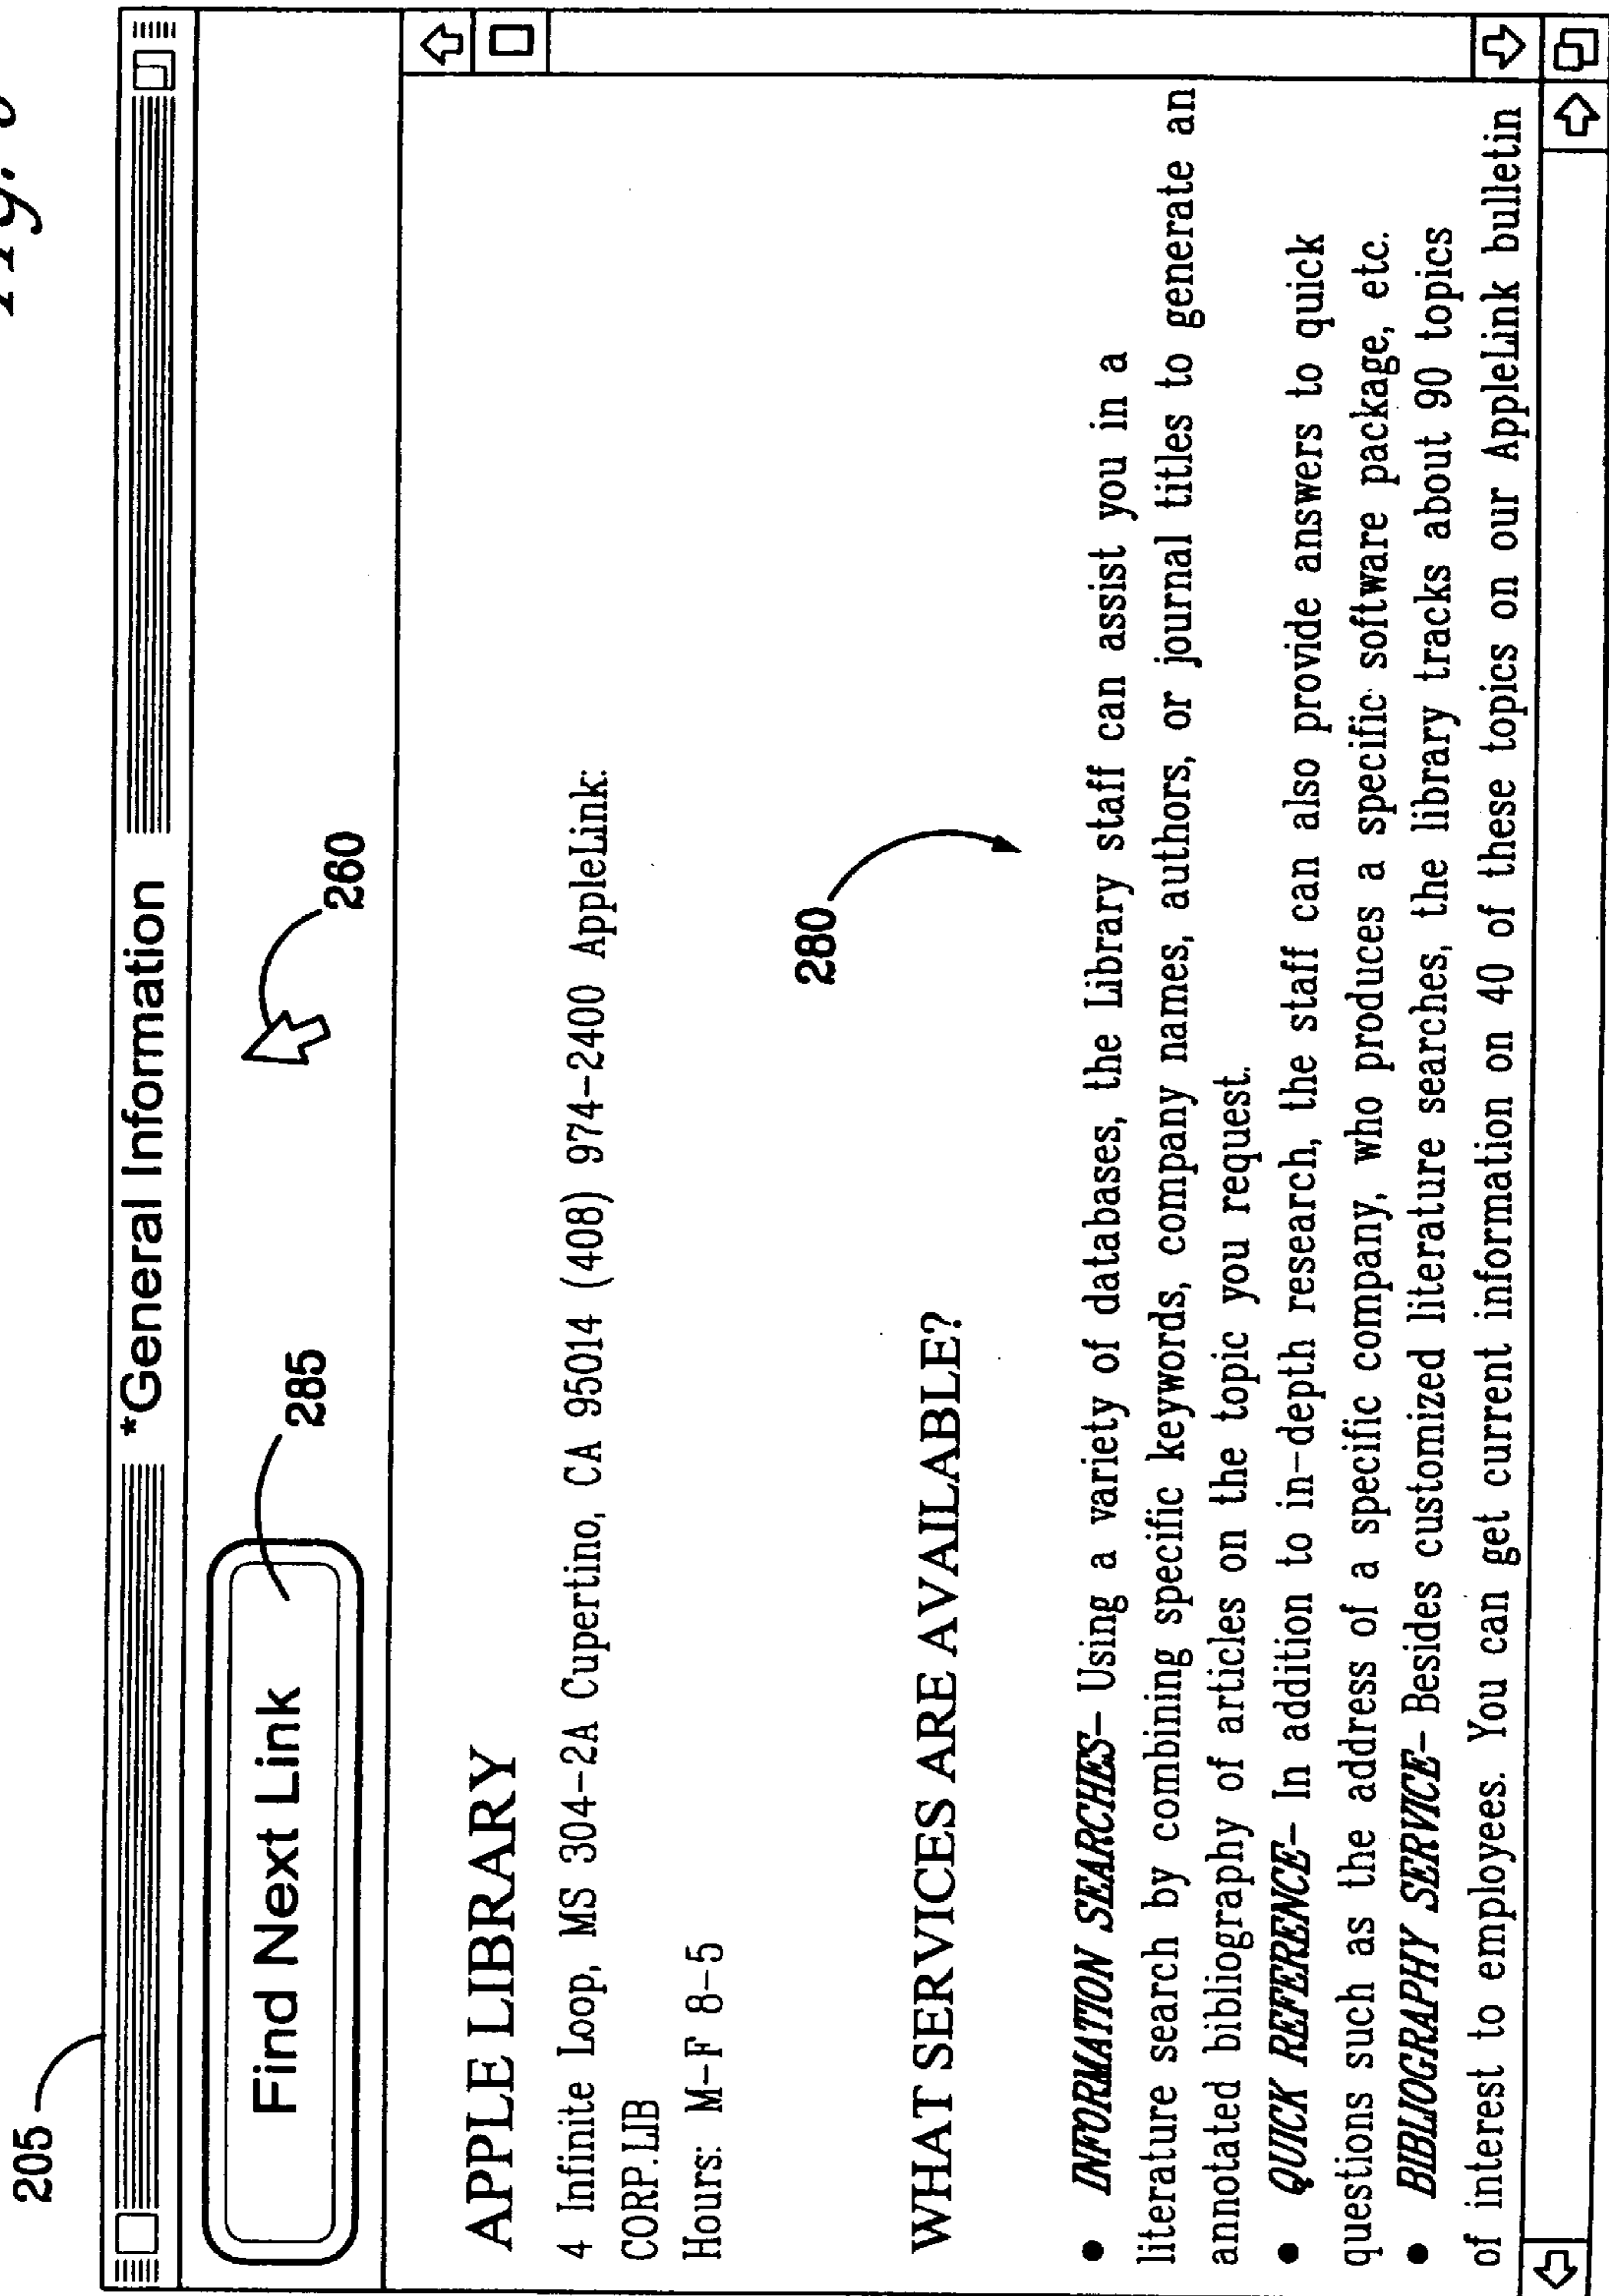 Fig.
205
*General Information
Find Next Link
285
260
APPLE LIBRARY
4 Infinite Loop, MS 304-2A Cupertino, CA 95014 (408) 974-2400 AppleLink:
CORP.LIB
Hours: M-F 8-5
280
WHAT SERVICES ARE AVAILABLE?
• INFORMATION SEARCHES- Using a variety of databases, the Library staff can assist you in a
literature search by combining specific keywords, company names, authors, or journal titles to generate an
annotated bibliography of articles on the topic you request.
• QUICK REFERENCE- In addition to in-depth research, the staff can also provide answers to quick
questions such as the address of a specific company, who produces a specific software package, etc.
• BIBLIOGRAPHY SERVICE- Besides customized literature searches, the library tracks about 90 topics
of interest to employees. You can get current information on 40 of these topics on our AppleLink bulletin